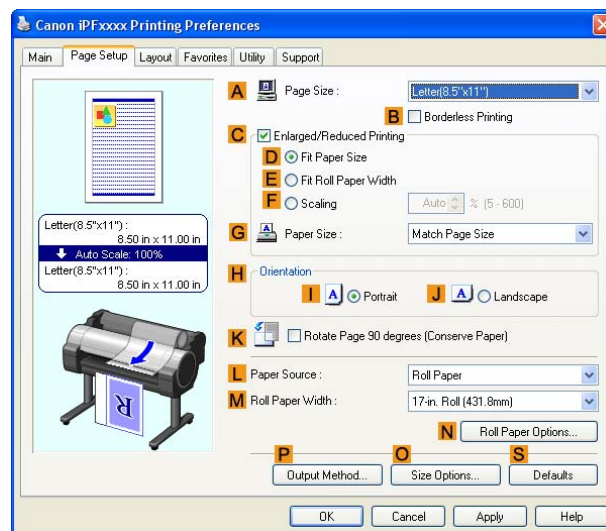 Canon iPFxxxx Printing Preferences
Main Page Setup Layout Favorites Utility Support
A Page Size : Letter(8.5"x11")
B Borderless Printing
C Enlarged/Reduced Printing
D Fit Paper Size
E Fit Roll Paper Width
F Scaling Auto % (5 - 600)
G Paper Size : Match Page Size
Letter(8.5"x11") :
8.50 in x 11.00 in
Auto Scale: 100%
Letter(8.5"x11") :
8.50 in x 11.00 in
H Orientation
I A Portrait J A Landscape
K Rotate Page 90 degrees (Conserve Paper)
L Paper Source : Roll Paper
M Roll Paper Width : 17-in. Roll (431.8mm)
R
N Roll Paper Options...
P O S
Output Method... Size Options... Defaults
OK Cancel Apply Help